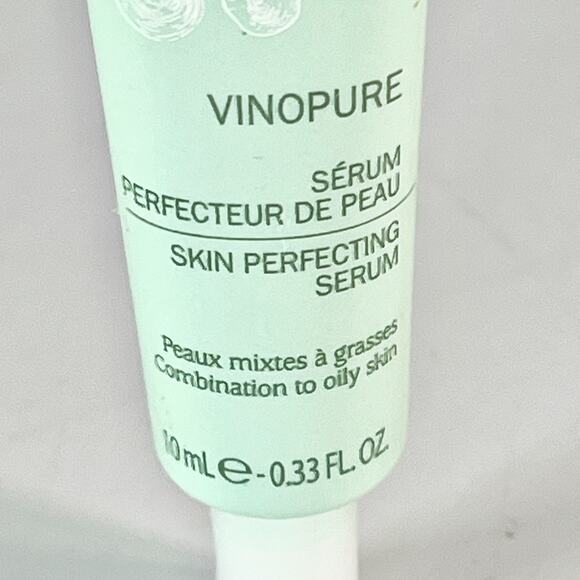 VINOPURE
SÉRUM
PERFECTEUR DE PEAU
SKIN PERFECTING
SERUM
Peaux mixtes à grasses
Combination to oily skin
10 mL e - 0.33 FL. OZ.